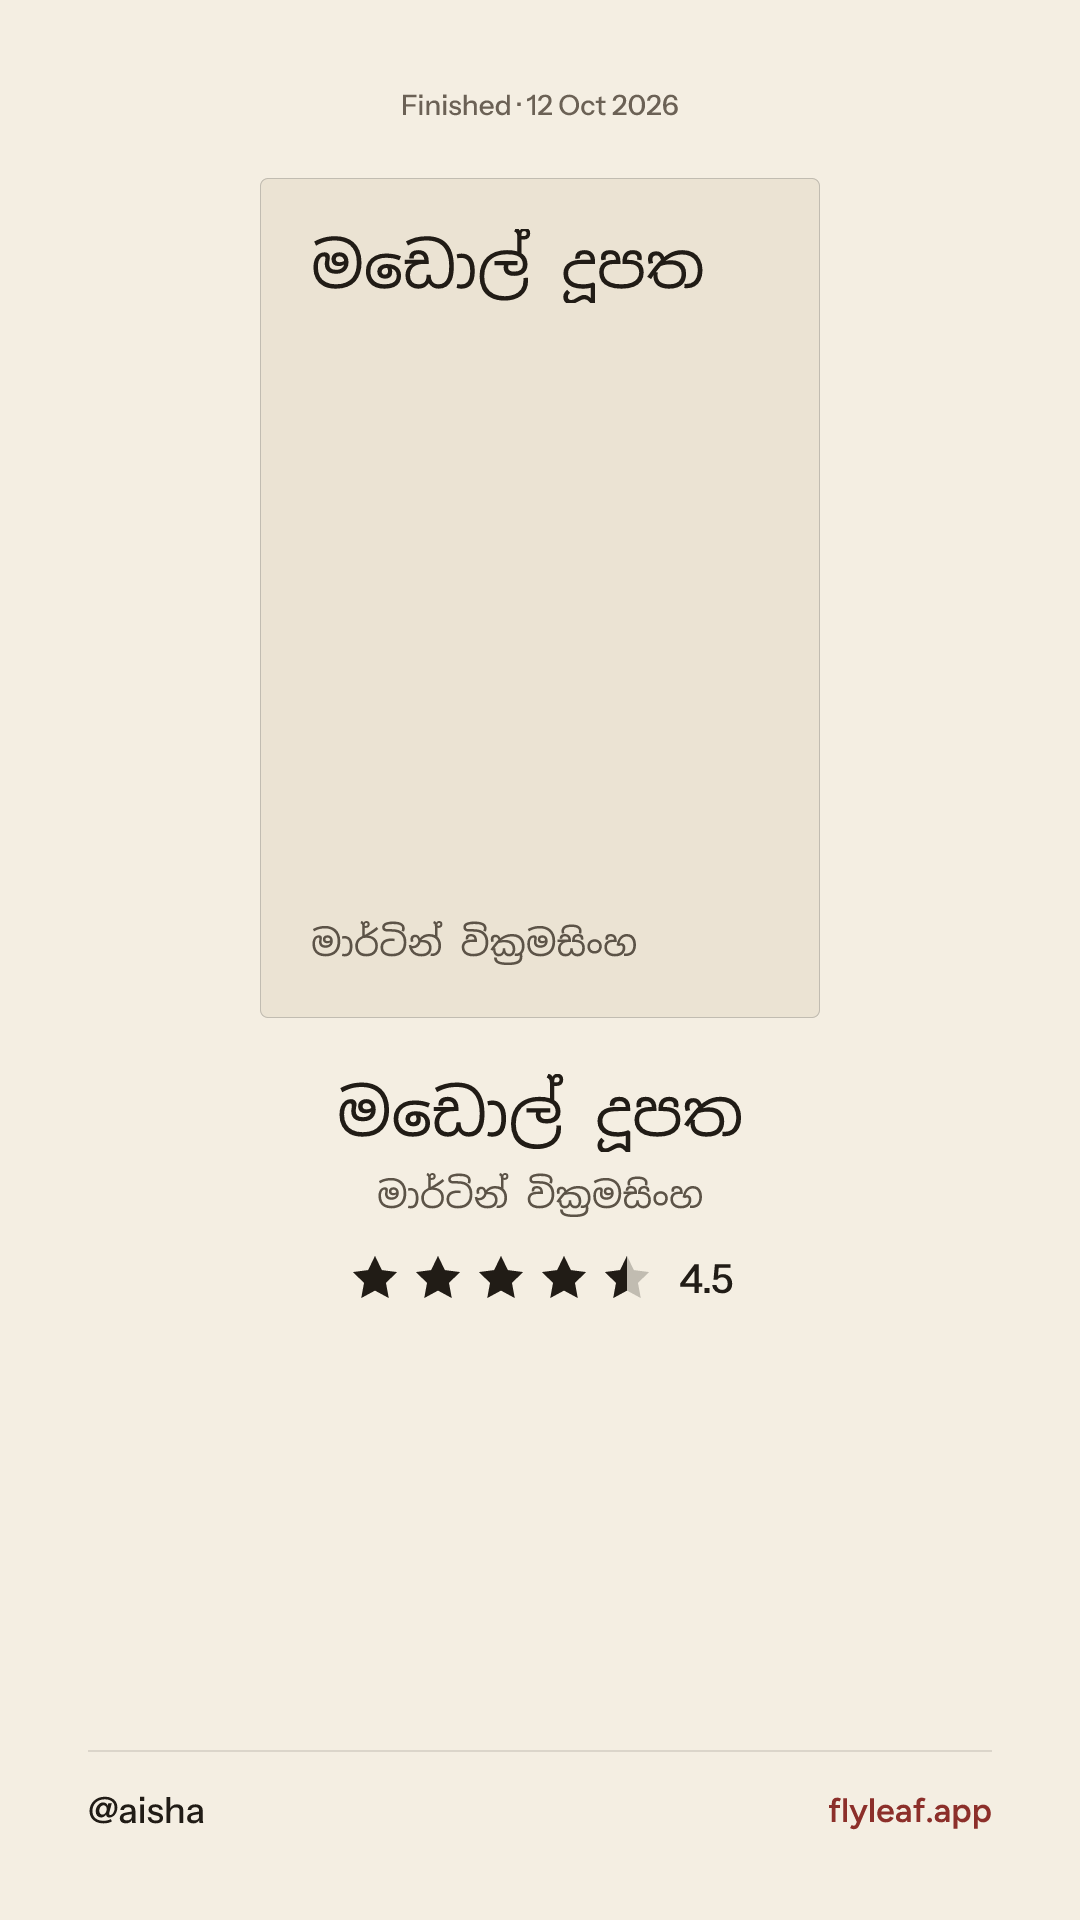 Finished · 12 Oct 2026
මඩොල් දූපත
මාර්ටින් වික්‍රමසිංහ
මඩොල් දූපත
මාර්ටින් වික්‍රමසිංහ
4.5
@aisha
flyleaf.app